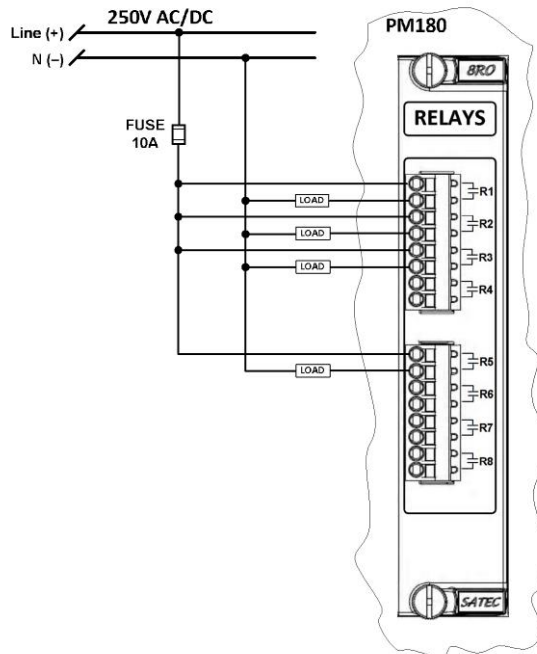 250V AC/DC
Line (+)
N (–)
PM180
8RO
FUSE
10A
RELAYS
R1
LOAD
R2
LOAD
R3
LOAD
R4
R5
LOAD
R6
R7
R8
SATEC